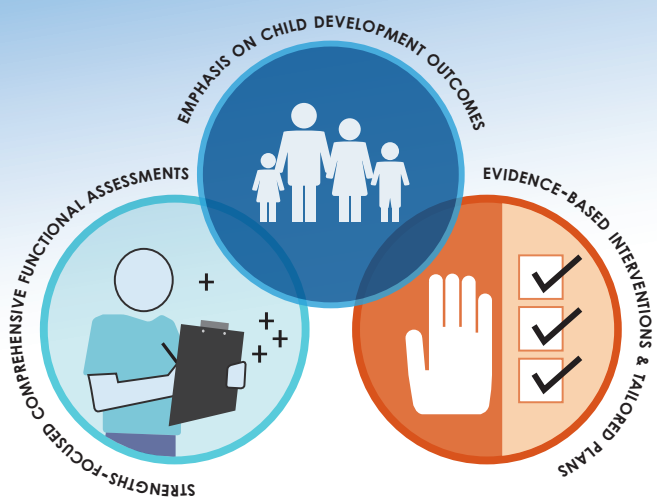 EMPHASIS ON CHILD DEVELOPMENT OUTCOMES
STRENGTHS-FOCUSED COMPREHENSIVE FUNCTIONAL ASSESSMENTS
EVIDENCE-BASED INTERVENTIONS & TAILORED PLANS